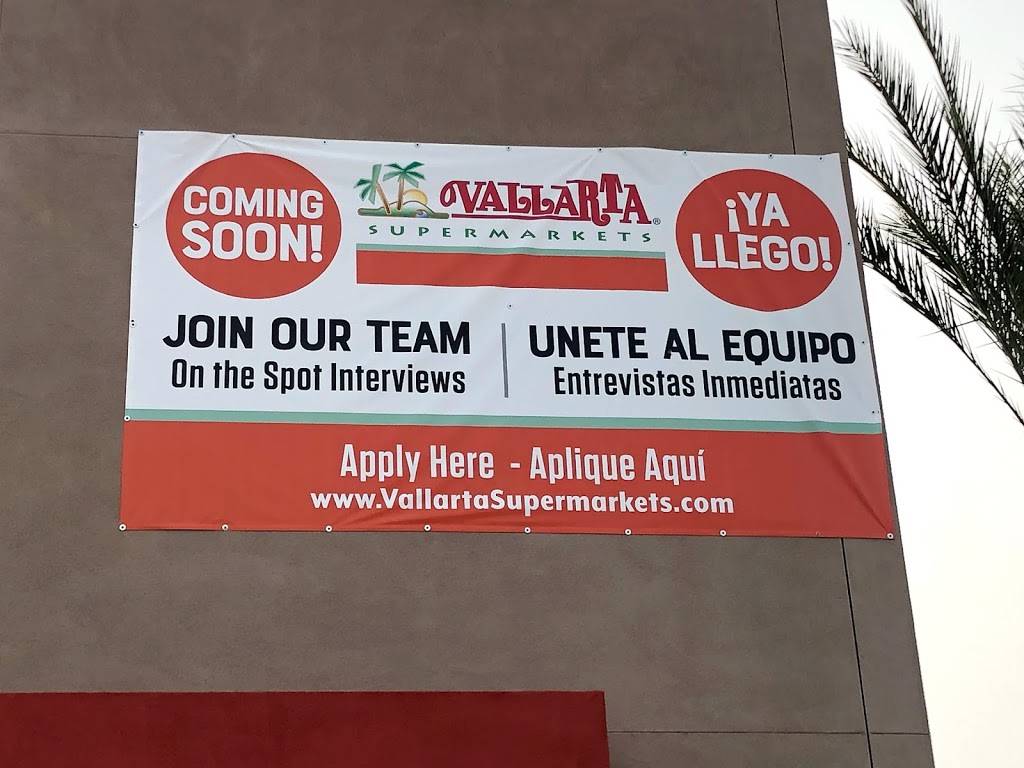 COMING
SOON!
VALLARTA®
SUPERMARKETS
¡YA
LLEGO!
JOIN OUR TEAM
On the Spot Interviews
UNETE AL EQUIPO
Entrevistas Inmediatas
Apply Here - Aplique Aquí
www.VallartaSupermarkets.com